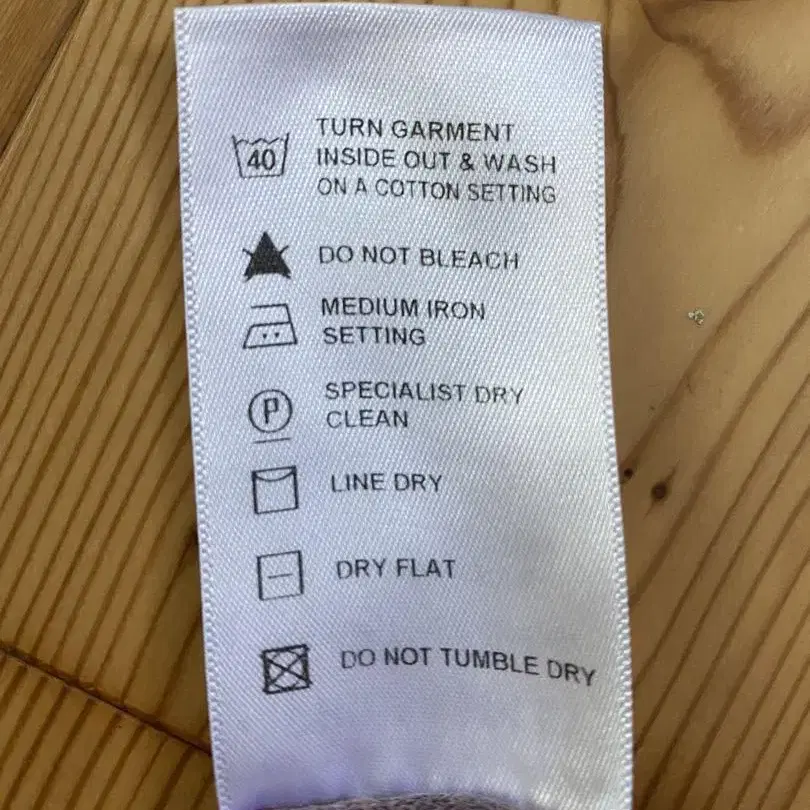 40
TURN GARMENT
INSIDE OUT & WASH
ON A COTTON SETTING
DO NOT BLEACH
MEDIUM IRON
SETTING
P
SPECIALIST DRY
CLEAN
LINE DRY
DRY FLAT
DO NOT TUMBLE DRY